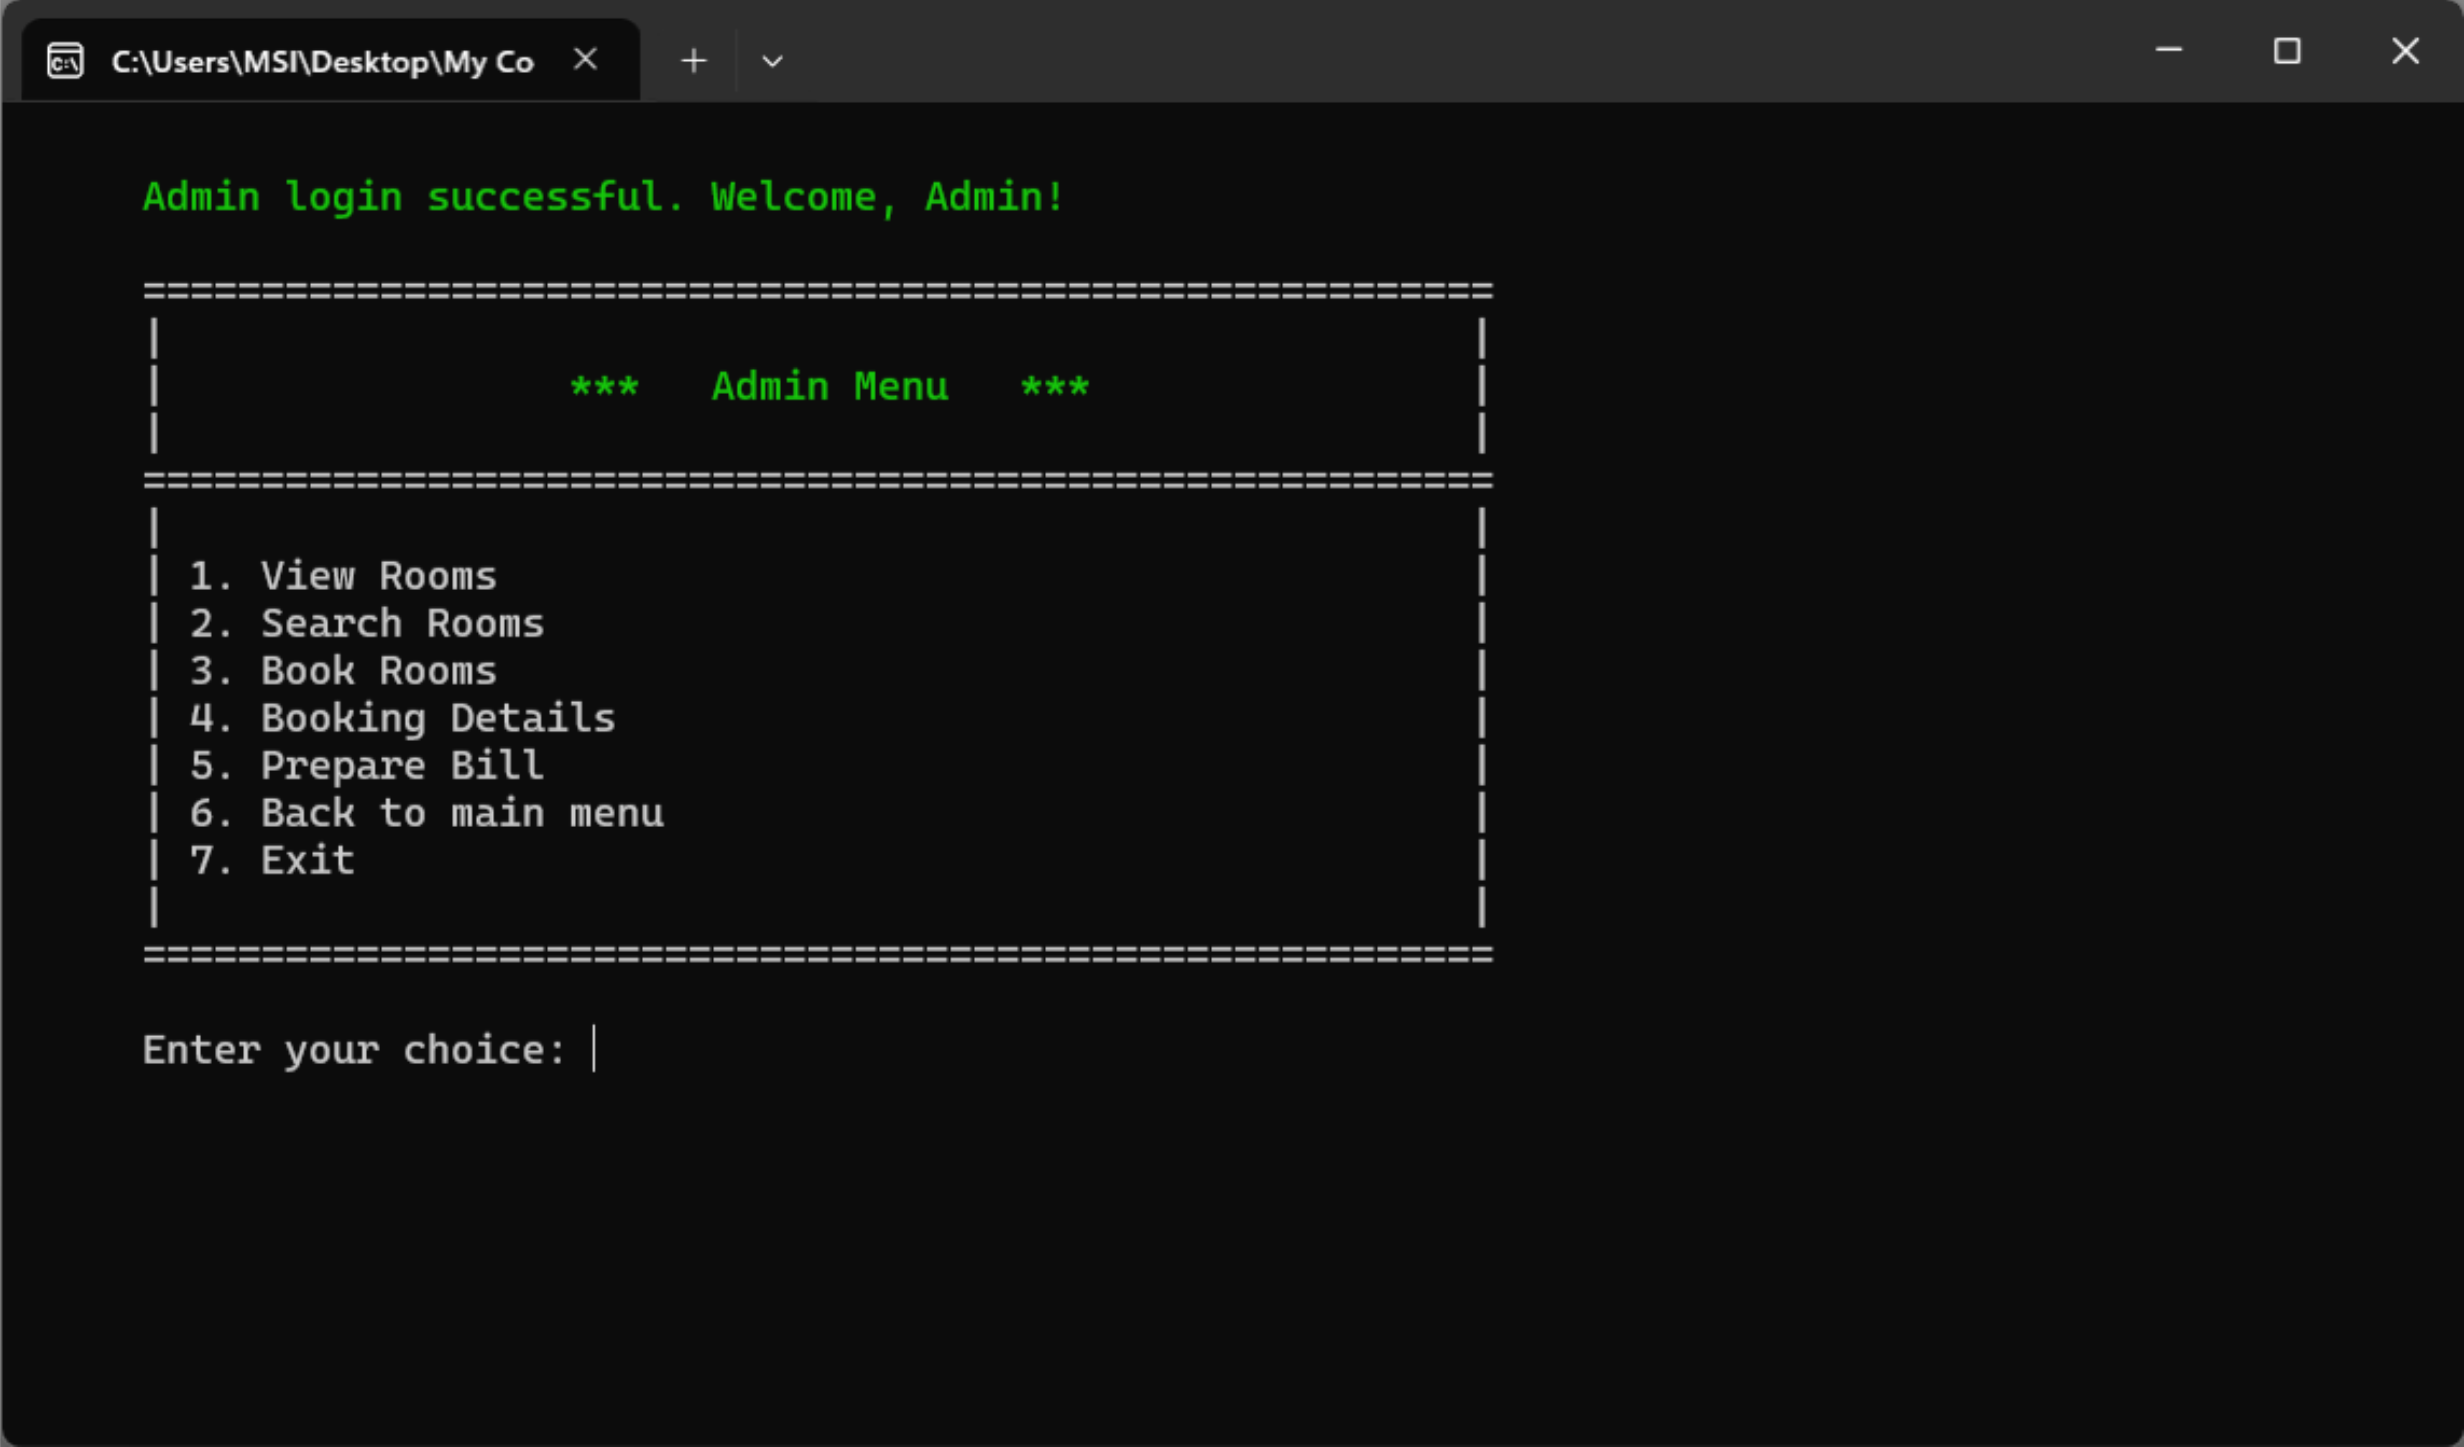 C:\Users\MSI\Desktop\My Co
Admin login successful. Welcome, Admin!
=========================================================
| |
| *** Admin Menu *** |
| |
=========================================================
| |
| 1. View Rooms |
| 2. Search Rooms |
| 3. Book Rooms |
| 4. Booking Details |
| 5. Prepare Bill |
| 6. Back to main menu |
| 7. Exit |
| |
=========================================================
Enter your choice: